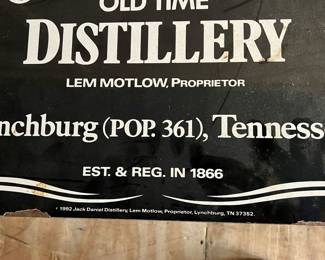 OLD TIME
DISTILLERY
LEM MOTLOW, PROPRIETOR
nchburg (POP. 361), Tenness
EST. & REG. IN 1866
© 1992 Jack Daniel Distillery, Lem Motlow, Proprietor, Lynchburg, TN 37352.